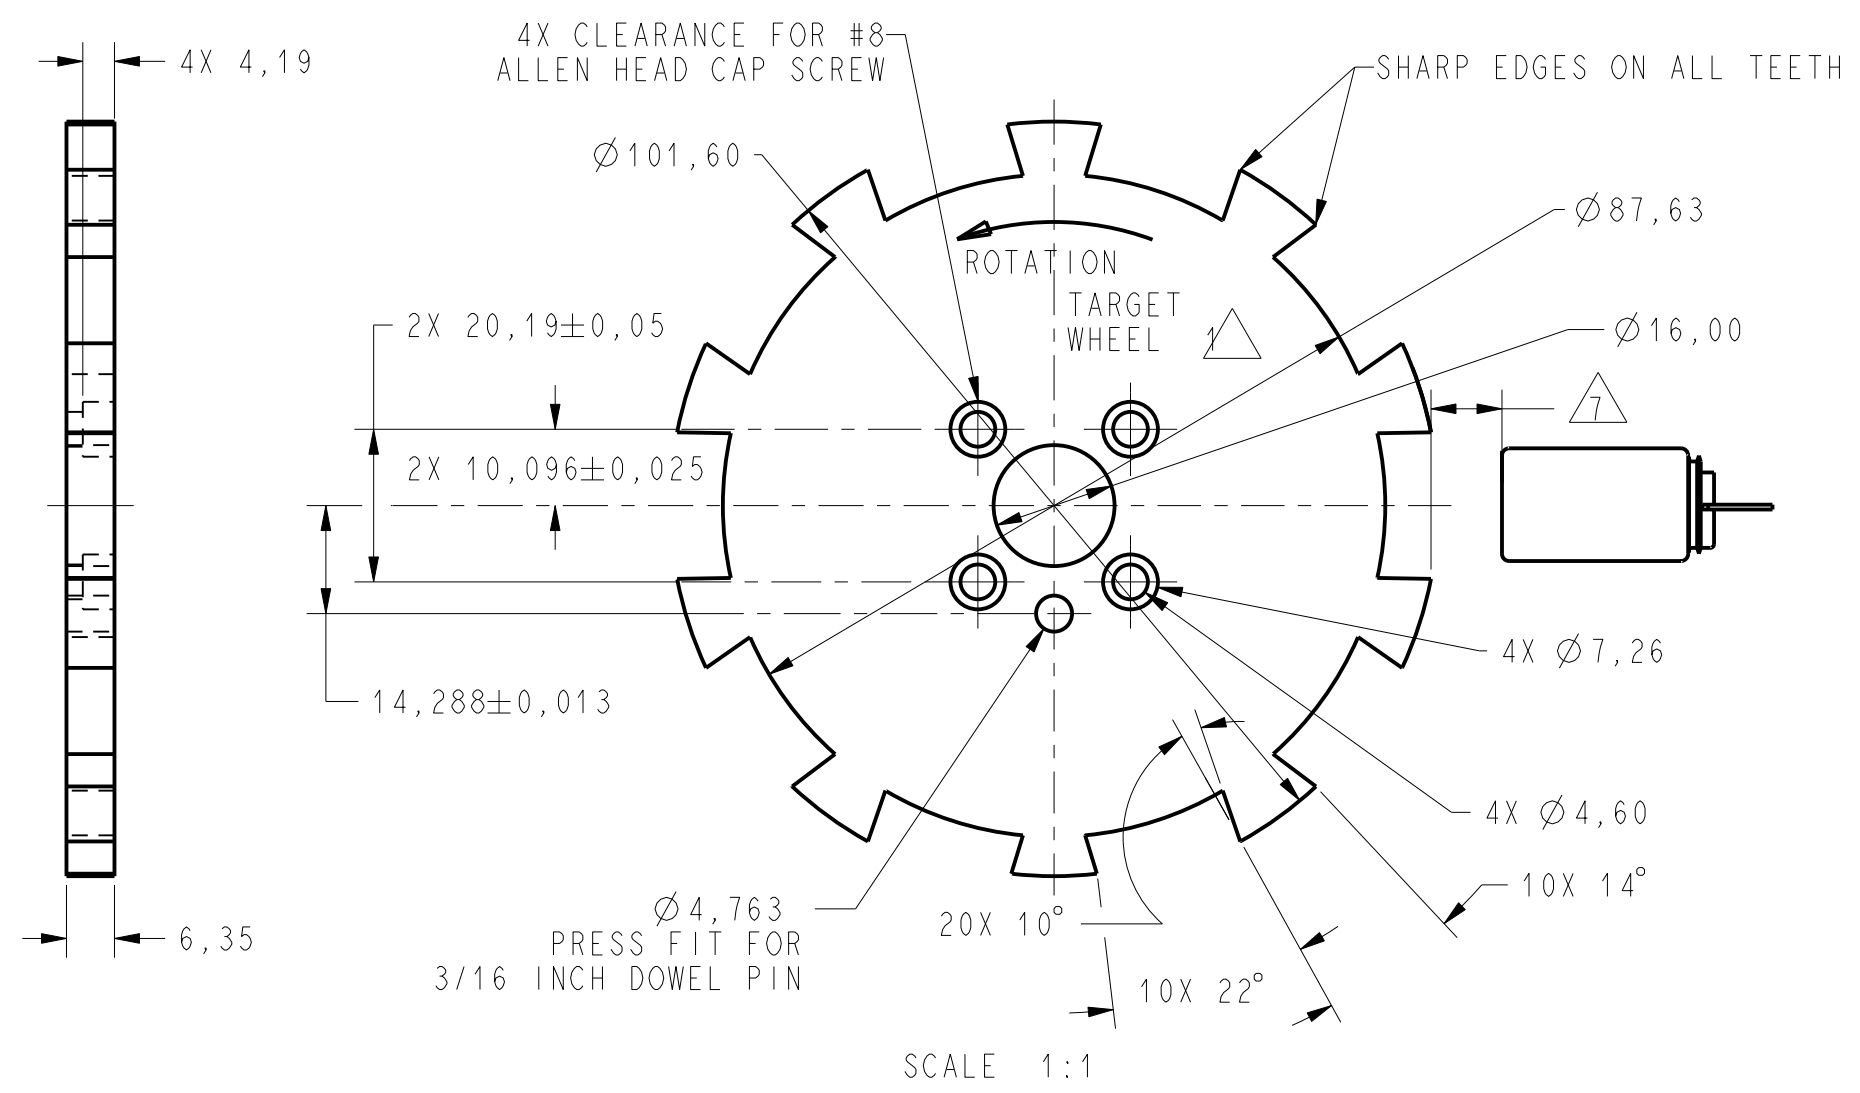 4X CLEARANCE FOR #8
ALLEN HEAD CAP SCREW
4X 4,19
SHARP EDGES ON ALL TEETH
Ø101,60
Ø87,63
ROTATION
TARGET
WHEEL
1
2X 20,19±0,05
Ø16,00
7
2X 10,096±0,025
4X Ø7,26
14,288±0,013
4X Ø4,60
10X 14°
Ø4,763
PRESS FIT FOR
3/16 INCH DOWEL PIN
20X 10°
6,35
10X 22°
SCALE 1:1